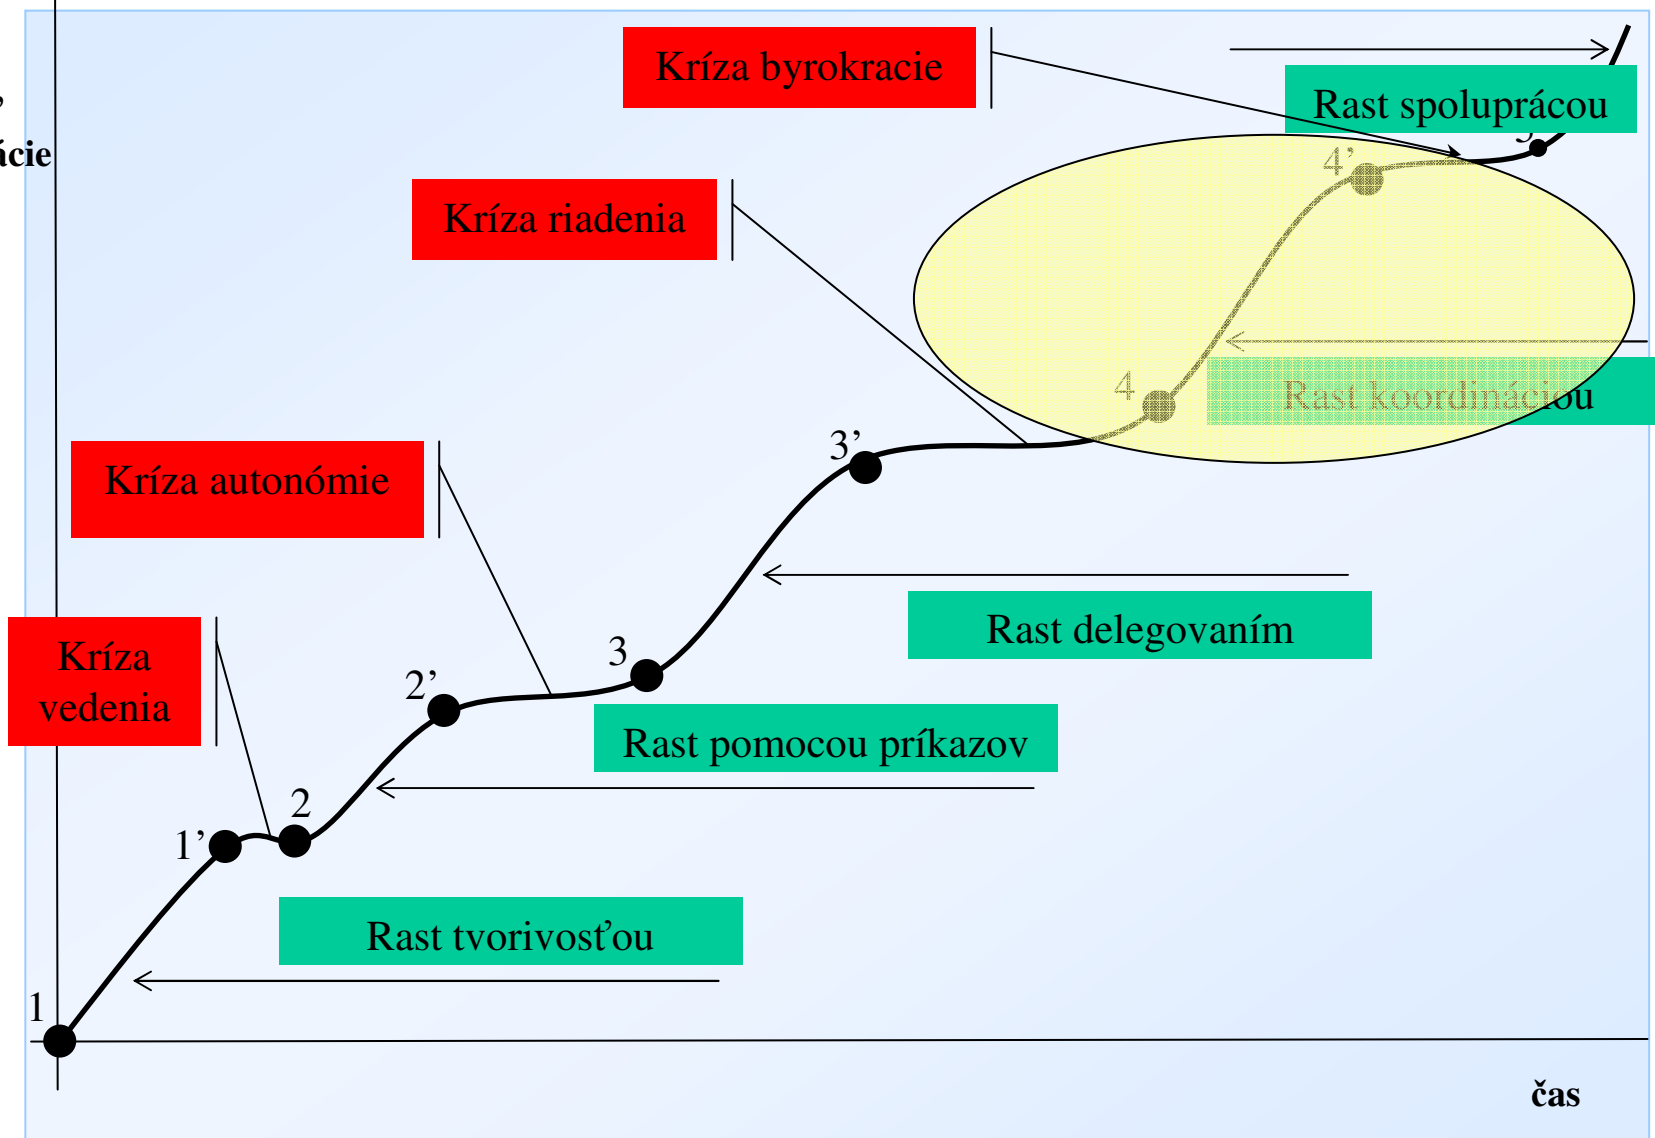 Kríza byrokracie
Rast spoluprácou
4’
Kríza riadenia
4
Rast koordináciou
3’
Kríza autonómie
Rast delegovaním
3
2’
Kríza
vedenia
Rast pomocou príkazov
2
1’
Rast tvorivosťou
1
čas